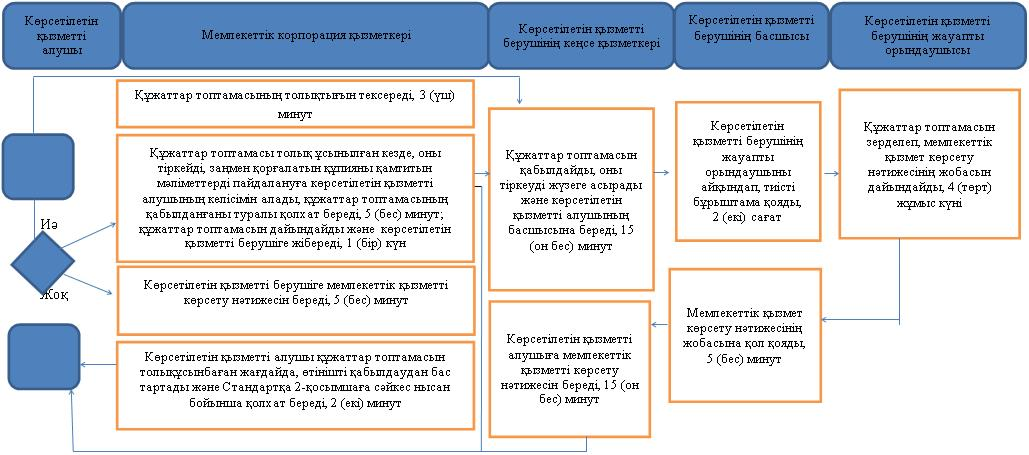 Көрсетілетін
қызметті
алушы
Мемлекеттік корпорация қызметкері
Көрсетілетін қызметті
берушінің кеңсе қызметкері
Көрсетілетін қызметті
берушінің басшысы
Көрсетілетін қызметті
берушінің жауапты
орындаушысы
Құжаттар топтамасының толықтығын тексереді, 3 (үш)
минут
Құжаттар топтамасы толық ұсынылған кезде, оны
тіркейді, заңмен қорғалатын құпияны қамтитын
мәліметтерді пайдалануға көрсетілетін қызметті
алушының келісімін алады, құжаттар топтамасының
қабылданғаны туралы қолхат береді, 5 (бес) минут;
құжаттар топтамасын дайындайды және көрсетілетін
қызметті берушіге жібереді, 1 (бір) күн
Көрсетілетін қызметті берушіге мемлекеттік қызметті
көрсету нәтижесін береді, 5 (бес) минут
Көрсетілетін қызметті алушы құжаттар топтамасын
толықұсынбаған жағдайда, өтінішті қабылдаудан бас
тартады және Стандартқа 2-қосымшаға сәйкес нысан
бойынша қолхат береді, 2 (екі) минут
Иә
Жоқ
Құжаттар топтамасын
қабылдайды, оны
тіркеуді жүзеге асырады
және көрсетілетін
қызметті алушының
басшысына береді, 15
(он бес) минут
Көрсетілетін қызметті
алушыға мемлекеттік
қызметті көрсету
нәтижесін береді, 15 (он
бес) минут
Көрсетілетін
қызметті берушінің
жауапты
орындаушыны
айқындап, тиісті
бұрыштама қояды,
2 (екі) сағат
Мемлекеттік қызмет
көрсету нәтижесінің
жобасына қол қояды,
5 (бес) минут
Құжаттар топтамасын
зерделеп, мемлекеттік
қызмет көрсету
нәтижесінің жобасын
дайындайды, 4 (төрт)
жұмыс күні